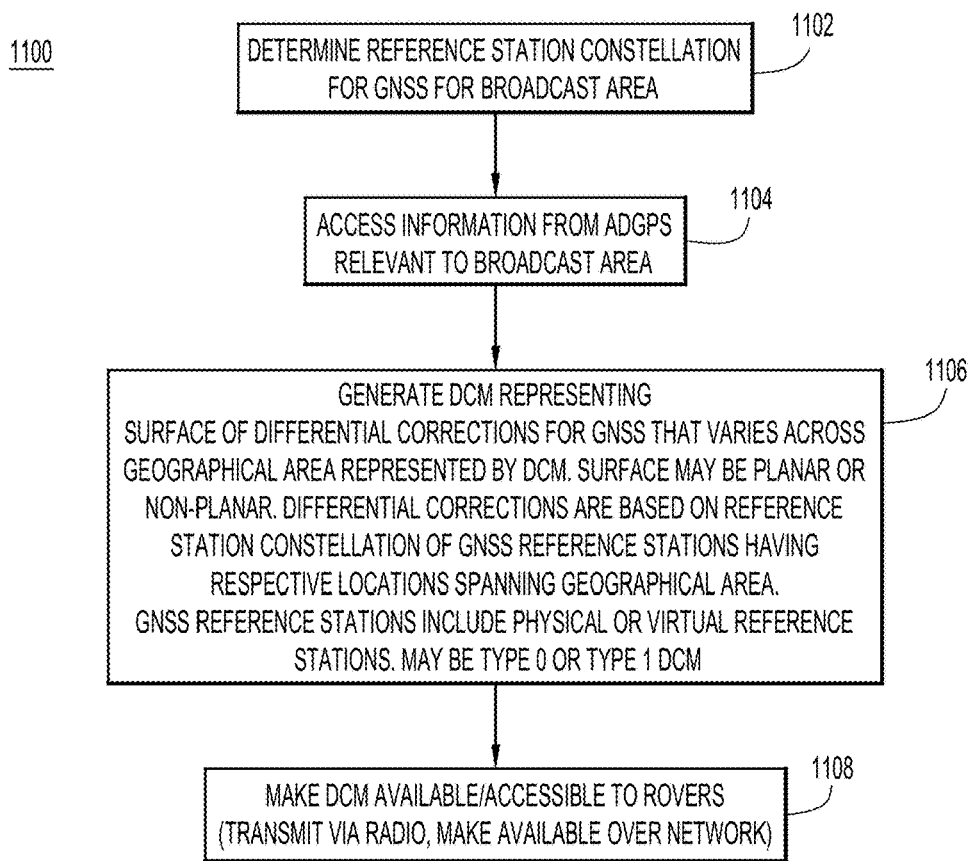 1100
1102
DETERMINE REFERENCE STATION CONSTELLATION
FOR GNSS FOR BROADCAST AREA
1104
ACCESS INFORMATION FROM ADGPS
RELEVANT TO BROADCAST AREA
1106
GENERATE DCM REPRESENTING
SURFACE OF DIFFERENTIAL CORRECTIONS FOR GNSS THAT VARIES ACROSS
GEOGRAPHICAL AREA REPRESENTED BY DCM. SURFACE MAY BE PLANAR OR
NON-PLANAR. DIFFERENTIAL CORRECTIONS ARE BASED ON REFERENCE
STATION CONSTELLATION OF GNSS REFERENCE STATIONS HAVING
RESPECTIVE LOCATIONS SPANNING GEOGRAPHICAL AREA.
GNSS REFERENCE STATIONS INCLUDE PHYSICAL OR VIRTUAL REFERENCE
STATIONS. MAY BE TYPE 0 OR TYPE 1 DCM
1108
MAKE DCM AVAILABLE/ACCESSIBLE TO ROVERS
(TRANSMIT VIA RADIO, MAKE AVAILABLE OVER NETWORK)